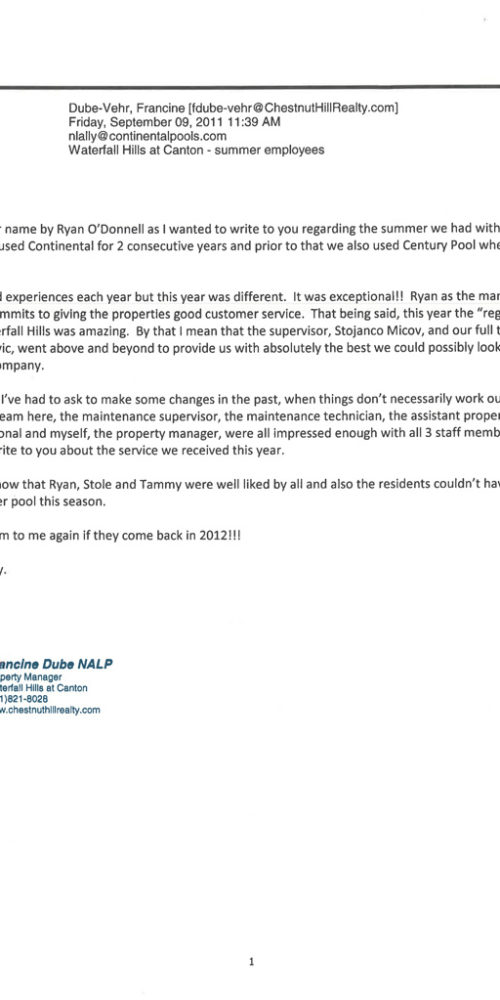 Dube-Vehr, Francine [fdube-vehr@ChestnutHillRealty.com]
Friday, September 09, 2011 11:39 AM
nlally@continentalpools.com
Waterfall Hills at Canton - summer employees
r name by Ryan O'Donnell as I wanted to write to you regarding the summer we had with
used Continental for 2 consecutive years and prior to that we also used Century Pool whe
d experiences each year but this year was different.  It was exceptional!!  Ryan as the mar
mmits to giving the properties good customer service.  That being said, this year the "reg
erfall Hills was amazing.  By that I mean that the supervisor, Stojanco Micov, and our full t
vic, went above and beyond to provide us with absolutely the best we could possibly look
ompany.
I've had to ask to make some changes in the past, when things don't necessarily work ou
eam here, the maintenance supervisor, the maintenance technician, the assistant proper
onal and myself, the property manager, were all impressed enough with all 3 staff memb
rite to you about the service we received this year.
now that Ryan, Stole and Tammy were well liked by all and also the residents couldn't hav
er pool this season.
m to me again if they come back in 2012!!!
y.
ancine Dube NALP
perty Manager
terfall Hills at Canton
1)821-8028
w.chestnuthillrealty.com
1